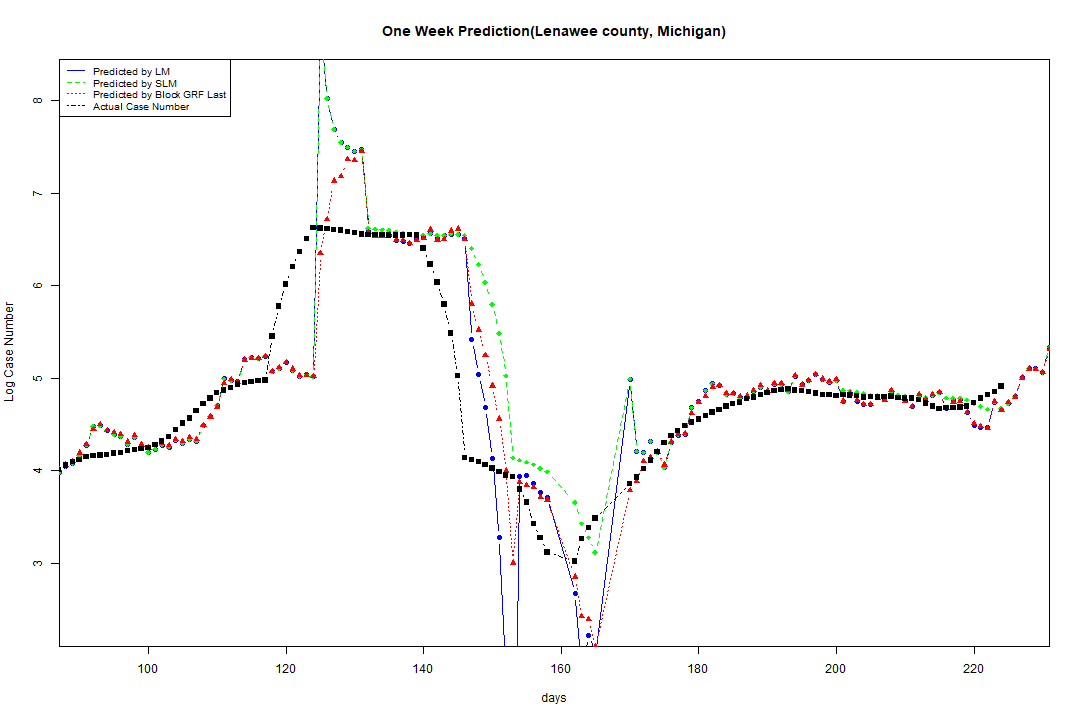 One Week Prediction(Lenawee county, Michigan)
Predicted by LM
Predicted by SLM
Predicted by Block GRF Last
Actual Case Number
8
7
6
5
4
3
Log Case Number
100 120 140 160 180 200 220
days